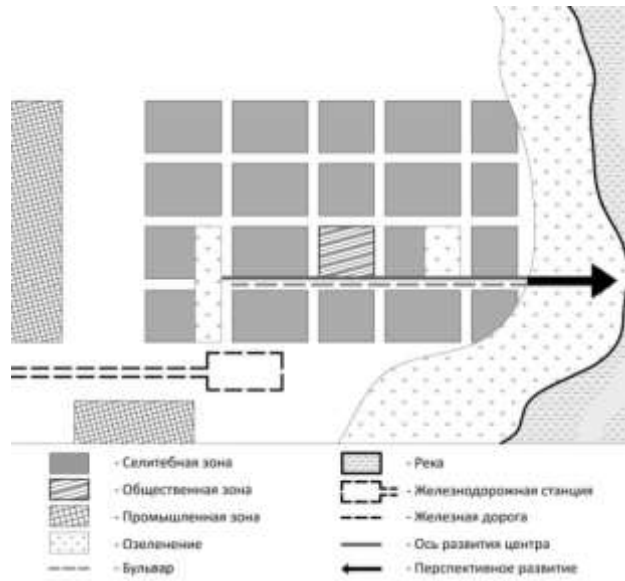 - Селитебная зона
- Общественная зона
- Промышленная зона
- Озеленение
- Бульвар
- Река
- Железнодорожная станция
- Железная дорога
- Ось развития центра
- Перспективное развитие